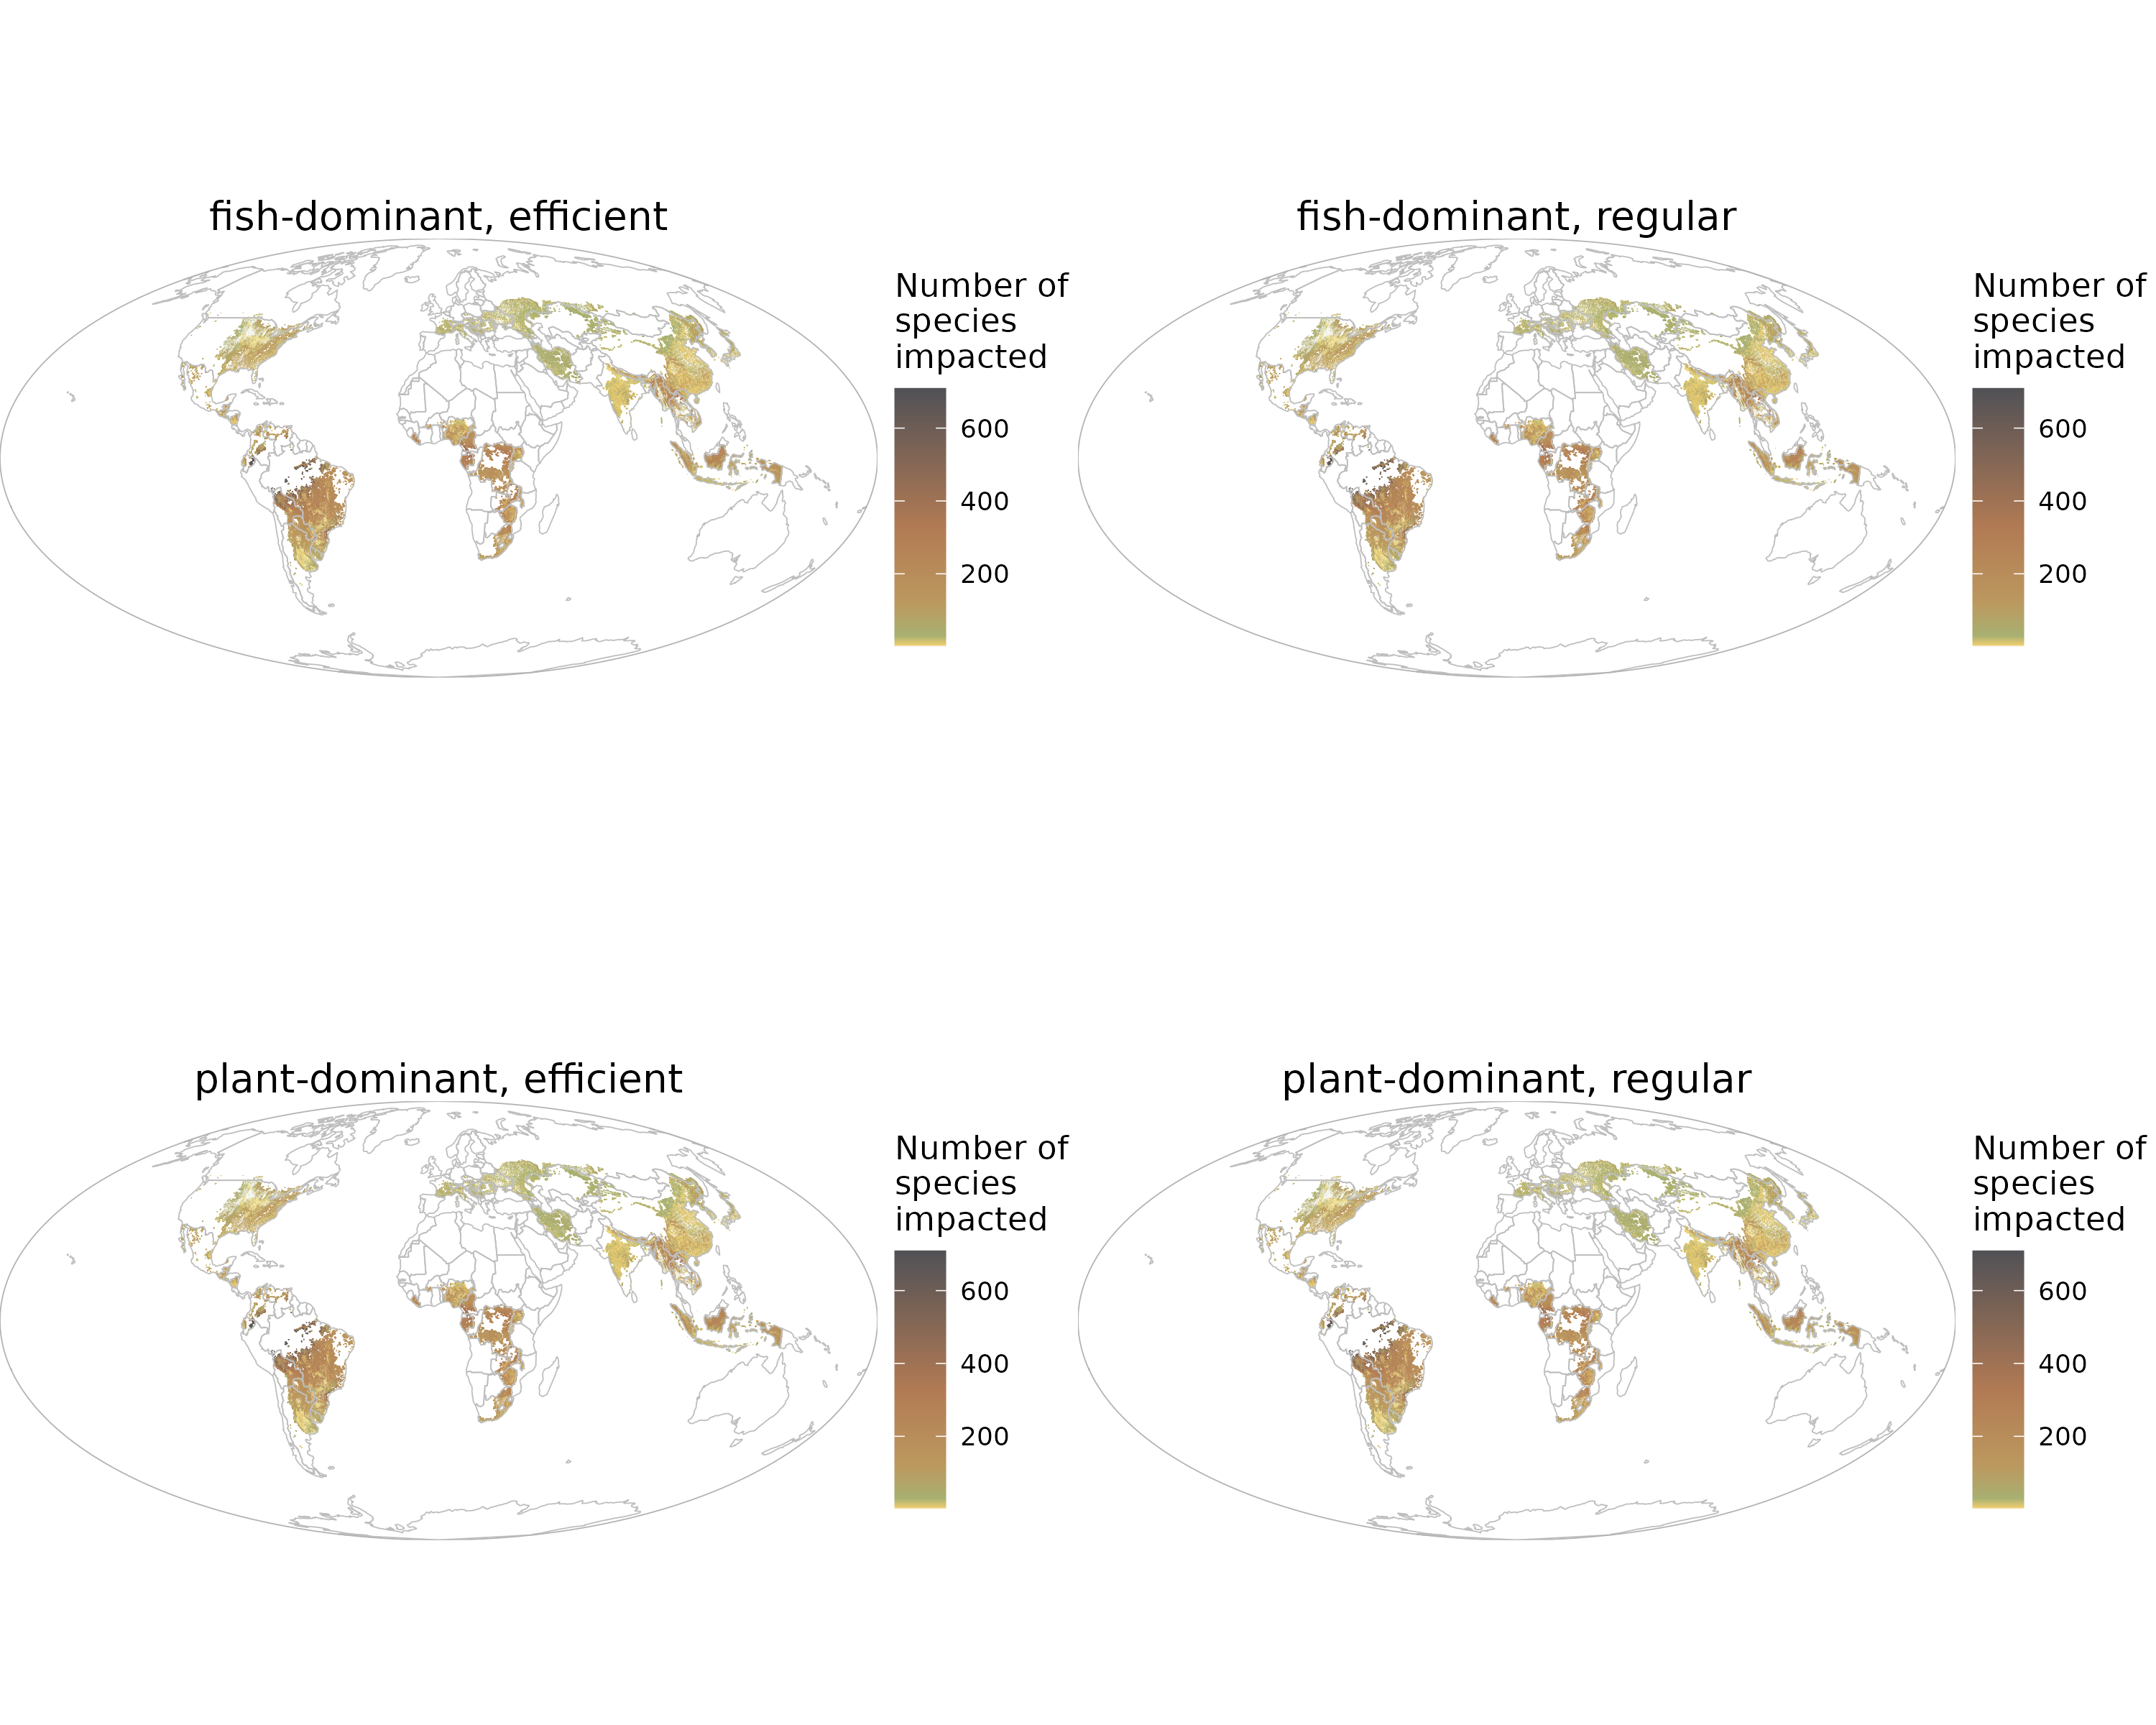 fish-dominant, efficient
Number of
species
impacted
600
400
200
fish-dominant, regular
Number of
species
impacted
600
400
200
plant-dominant, efficient
Number of
species
impacted
600
400
200
plant-dominant, regular
Number of
species
impacted
600
400
200